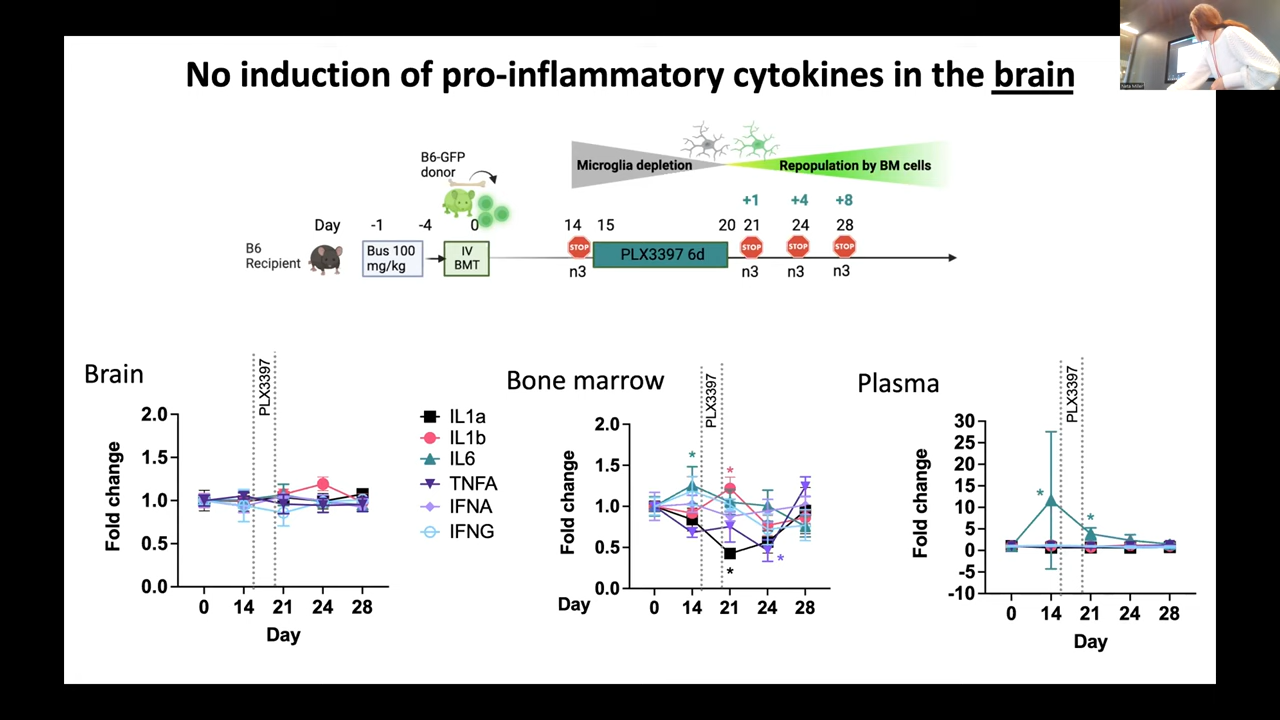 No induction of pro-inflammatory cytokines in the brain
B6-GFP
donor
Microglia depletion
Repopulation by BM cells
+1 +4 +8
Day -1 -4 0 14 15 20 21 24 28
B6
Recipient
Bus 100
mg/kg
IV
BMT
STOP
PLX3397 6d
STOP
STOP
STOP
n3 n3 n3 n3
Brain
PLX3397
2.0
1.5
1.0
0.5
0.0
Fold change
0 14 21 24 28
Day
IL1a
IL1b
IL6
TNFA
IFNA
IFNG
Bone marrow
PLX3397
2.0
1.5
1.0
0.5
0.0
Fold change
*
*
*
*
Day 0 14 21 24 28
Plasma
PLX3397
30
25
20
15
10
5
0
-5
-10
Fold change
*
*
0 14 21 24 28
Day